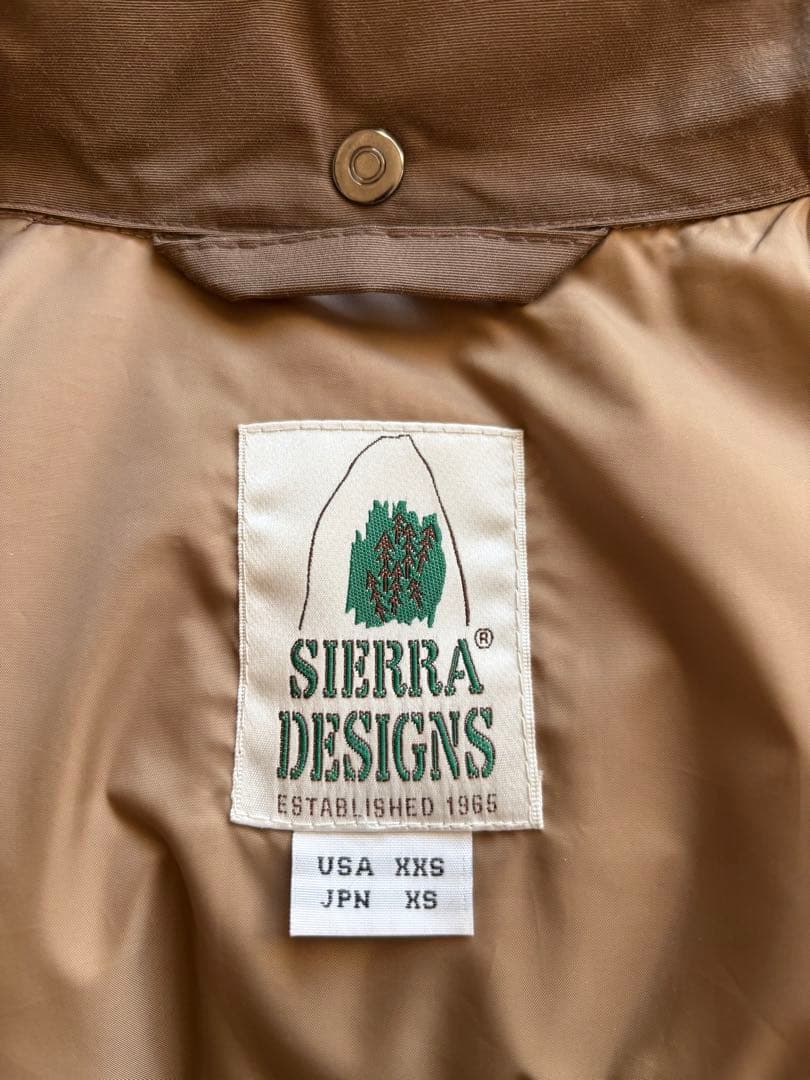 SIERRA®
DESIGNS
ESTABLISHED 1965
USA XXS
JPN XS